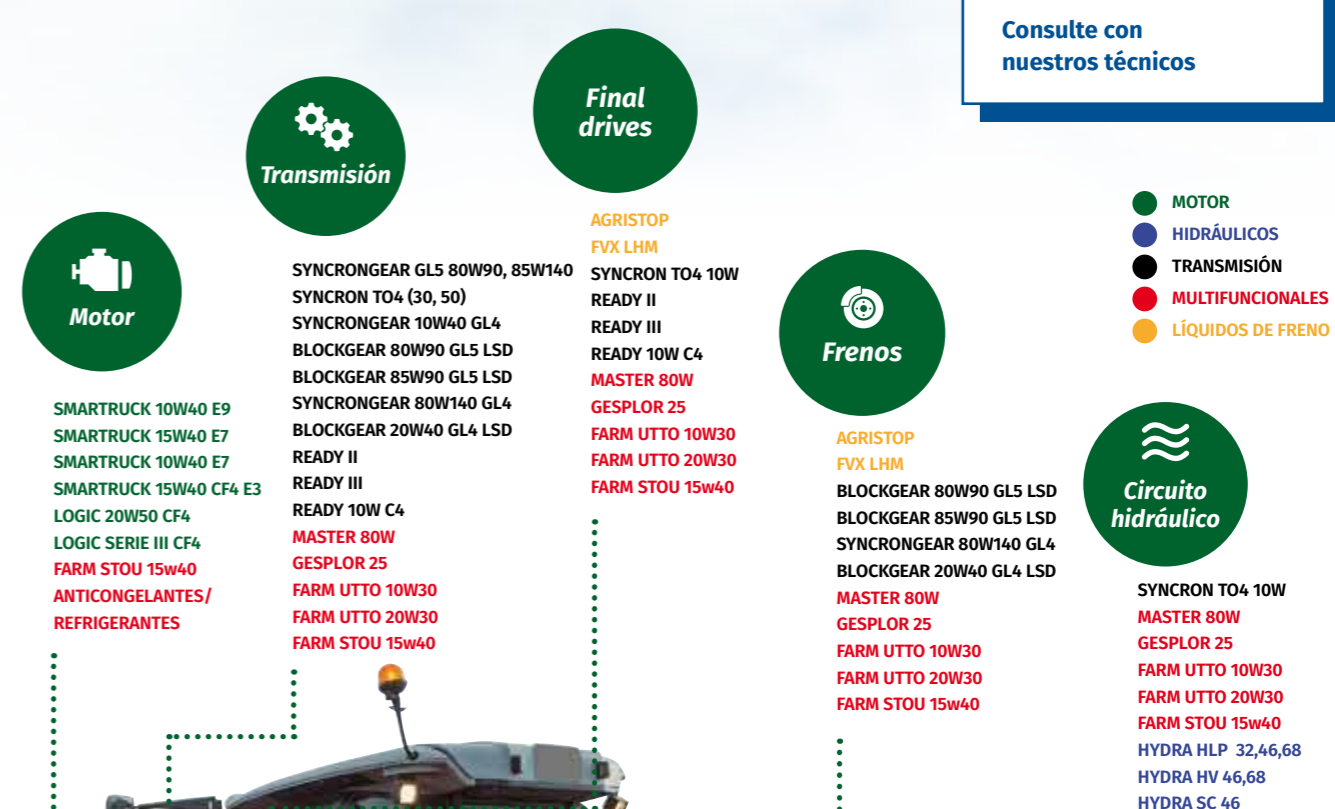 Consulte con
nuestros técnicos
MOTOR
HIDRÁULICOS
TRANSMISIÓN
MULTIFUNCIONALES
LÍQUIDOS DE FRENO
Motor
SMARTRUCK 10W40 E9
SMARTRUCK 15W40 E7
SMARTRUCK 10W40 E7
SMARTRUCK 15W40 CF4 E3
LOGIC 20W50 CF4
LOGIC SERIE III CF4
FARM STOU 15w40
ANTICONGELANTES/
REFRIGERANTES
Transmisión
SYNCRONGEAR GL5 80W90, 85W140
SYNCRON TO4 (30, 50)
SYNCRONGEAR 10W40 GL4
BLOCKGEAR 80W90 GL5 LSD
BLOCKGEAR 85W90 GL5 LSD
SYNCRONGEAR 80W140 GL4
BLOCKGEAR 20W40 GL4 LSD
READY II
READY III
READY 10W C4
MASTER 80W
GESPLOR 25
FARM UTTO 10W30
FARM UTTO 20W30
FARM STOU 15w40
Final
drives
AGRISTOP
FVX LHM
SYNCRON TO4 10W
READY II
READY III
READY 10W C4
MASTER 80W
GESPLOR 25
FARM UTTO 10W30
FARM UTTO 20W30
FARM STOU 15w40
Frenos
AGRISTOP
FVX LHM
BLOCKGEAR 80W90 GL5 LSD
BLOCKGEAR 85W90 GL5 LSD
SYNCRONGEAR 80W140 GL4
BLOCKGEAR 20W40 GL4 LSD
MASTER 80W
GESPLOR 25
FARM UTTO 10W30
FARM UTTO 20W30
FARM STOU 15w40
Circuito
hidráulico
SYNCRON TO4 10W
MASTER 80W
GESPLOR 25
FARM UTTO 10W30
FARM UTTO 20W30
FARM STOU 15w40
HYDRA HLP 32,46,68
HYDRA HV 46,68
HYDRA SC 46